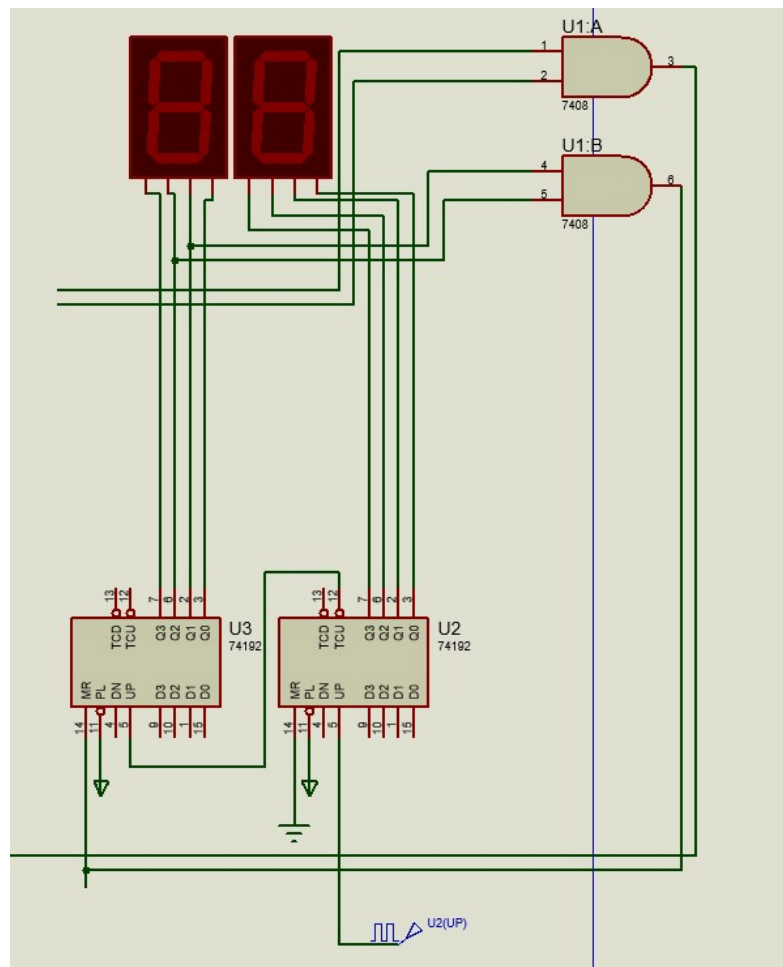 U1:A
1
3
2
7408
U1:B
4
6
5
7408
13
12
7
6
2
3
TCD
TCU
Q3
Q2
Q1
Q0
U3
74192
MR
PL
DN
UP
D3
D2
D1
D0
14
11
4
5
9
10
1
15
13
12
7
6
2
3
TCD
TCU
Q3
Q2
Q1
Q0
U2
74192
MR
PL
DN
UP
D3
D2
D1
D0
14
11
4
5
9
10
1
15
U2(UP)